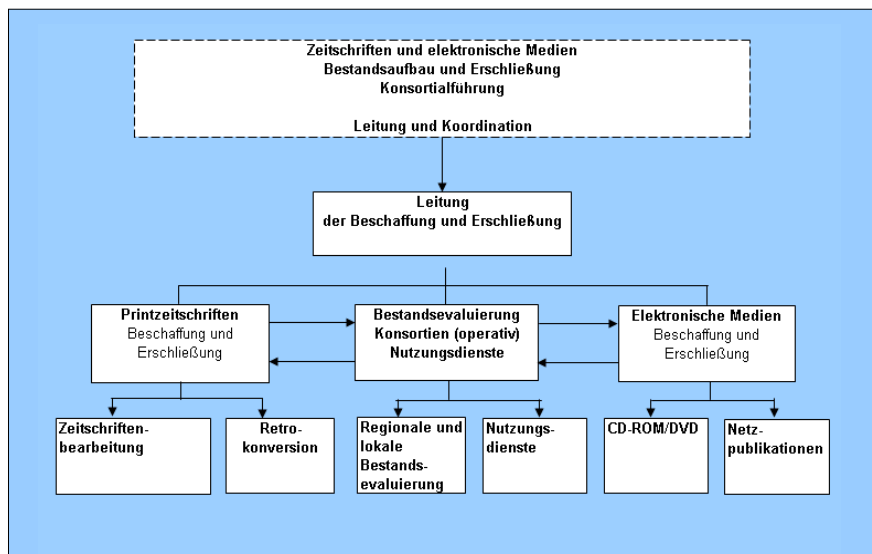 Zeitschriften und elektronische Medien
Bestandsaufbau und Erschließung
Konsortialführung
Leitung und Koordination
Leitung
der Beschaffung und Erschließung
Printzeitschriften
Beschaffung und
Erschließung
Bestandsevaluierung
Konsortien (operativ)
Nutzungsdienste
Elektronische Medien
Beschaffung und
Erschließung
Zeitschriften-
bearbeitung
Retro-
konversion
Regionale und
lokale
Bestands-
evaluierung
Nutzungs-
dienste
CD-ROM/DVD
Netz-
publikationen